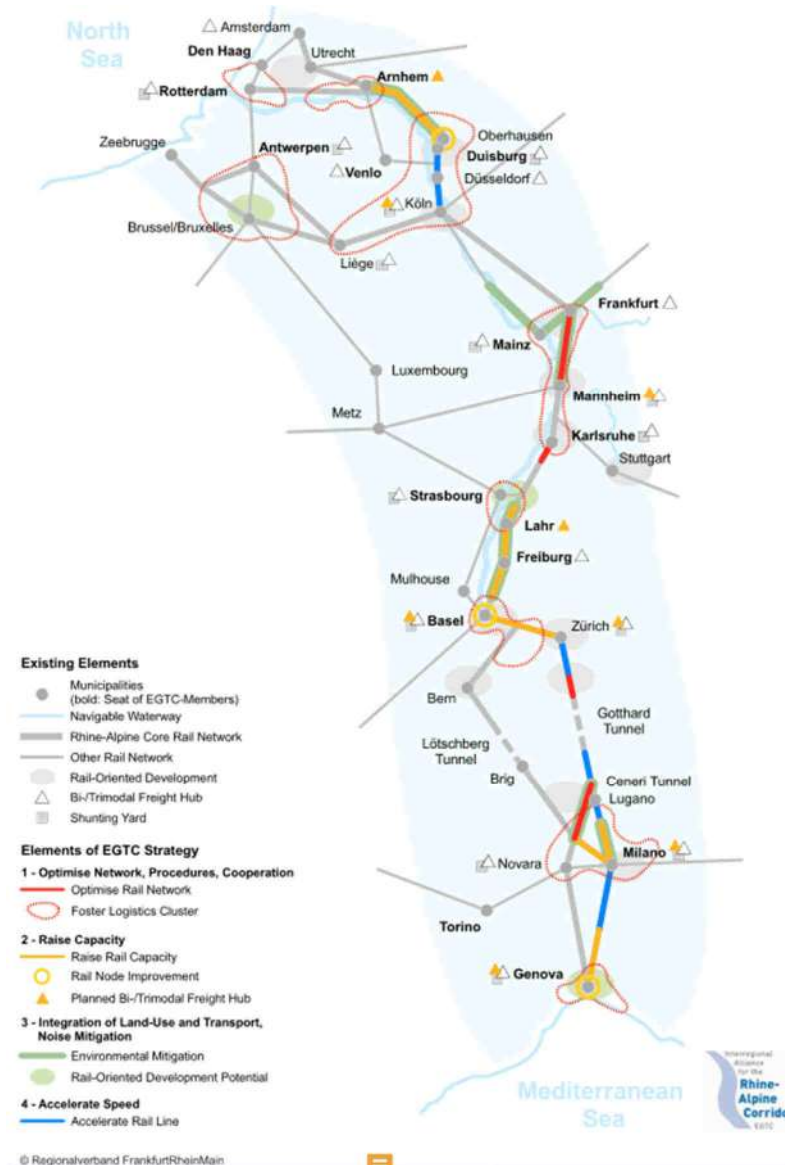 North
Sea
Amsterdam
Den Haag
Utrecht
Rotterdam
Arnhem
Zeebrugge
Oberhausen
Antwerpen
Duisburg
Venlo
Düsseldorf
Köln
Brussel/Bruxelles
Liège
Frankfurt
Mainz
Luxembourg
Mannheim
Metz
Karlsruhe
Stuttgart
Strasbourg
Lahr
Freiburg
Mulhouse
Basel
Zürich
Bern
Gotthard
Tunnel
Lötschberg
Tunnel
Brig
Ceneri Tunnel
Lugano
Novara
Milano
Torino
Genova
Mediterranean
Sea
Existing Elements
Municipalities
(bold: Seat of EGTC-Members)
Navigable Waterway
Rhine-Alpine Core Rail Network
Other Rail Network
Rail-Oriented Development
Bi-/Trimodal Freight Hub
Shunting Yard
Elements of EGTC Strategy
1 - Optimise Network, Procedures, Cooperation
Optimise Rail Network
Foster Logistics Cluster
2 - Raise Capacity
Raise Rail Capacity
Rail Node Improvement
Planned Bi-/Trimodal Freight Hub
3 - Integration of Land-Use and Transport,
Noise Mitigation
Environmental Mitigation
Rail-Oriented Development Potential
4 - Accelerate Speed
Accelerate Rail Line
Interregional
Alliance
for the
Rhine-
Alpine
Corrido
EGTC
© Regionalverband FrankfurtRheinMain